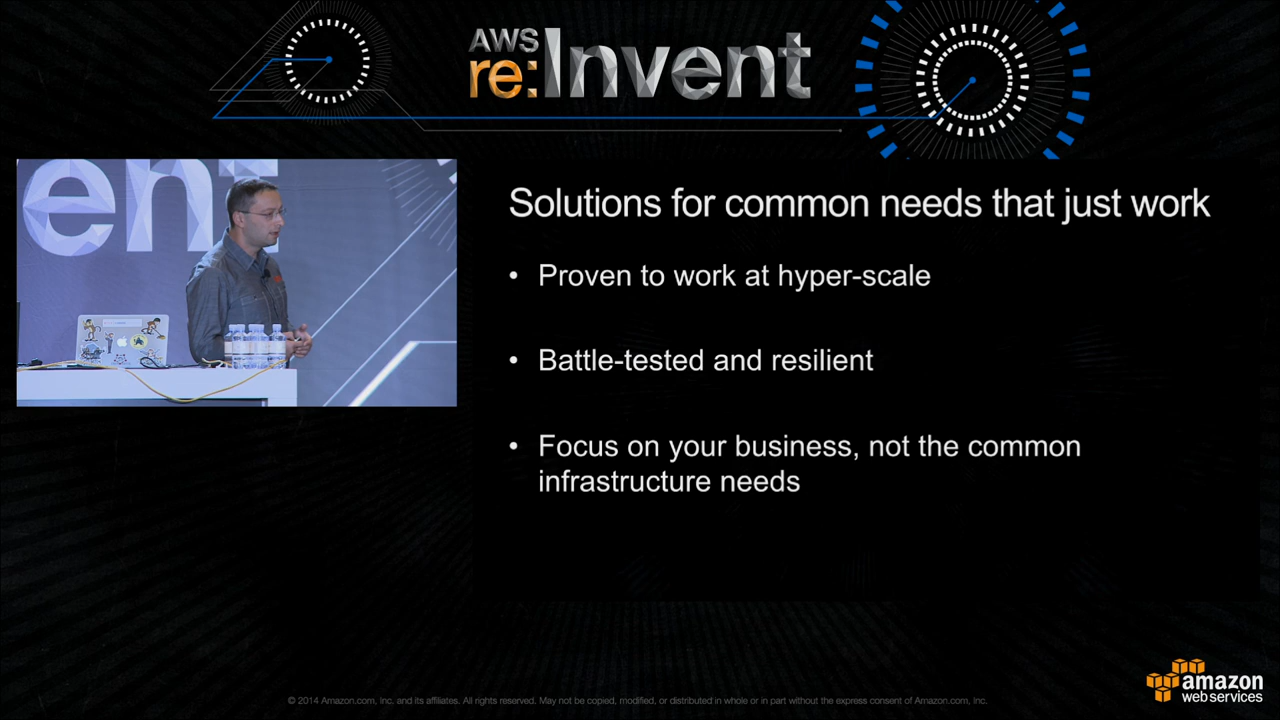 AWS
re:Invent
ent
Solutions for common needs that just work
• Proven to work at hyper-scale
• Battle-tested and resilient
• Focus on your business, not the common
infrastructure needs
© 2014 Amazon.com, Inc. and its affiliates. All rights reserved. May not be copied, modified, or distributed in whole or in part without the express consent of Amazon.com, Inc.
amazon
web services